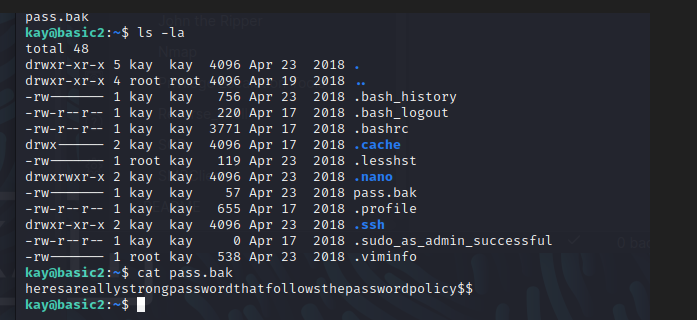 pass.bak
kay@basic2:~$ ls -la
total 48
drwxr-xr-x 5 kay  kay  4096 Apr 23  2018 .
drwxr-xr-x 4 root root 4096 Apr 19  2018 ..
-rw------- 1 kay  kay   756 Apr 23  2018 .bash_history
-rw-r--r-- 1 kay  kay   220 Apr 17  2018 .bash_logout
-rw-r--r-- 1 kay  kay  3771 Apr 17  2018 .bashrc
drwx------ 2 kay  kay  4096 Apr 17  2018 .cache
-rw------- 1 root kay   119 Apr 23  2018 .lesshst
drwxrwxr-x 2 kay  kay  4096 Apr 23  2018 .nano
-rw------- 1 kay  kay    57 Apr 23  2018 pass.bak
-rw-r--r-- 1 kay  kay   655 Apr 17  2018 .profile
drwxr-xr-x 2 kay  kay  4096 Apr 23  2018 .ssh
-rw-r--r-- 1 kay  kay     0 Apr 17  2018 .sudo_as_admin_successful
-rw------- 1 root kay   538 Apr 23  2018 .viminfo
kay@basic2:~$ cat pass.bak
heresareallystrongpasswordthatfollowsthepasswordpolicy$$
kay@basic2:~$
John the Ripper